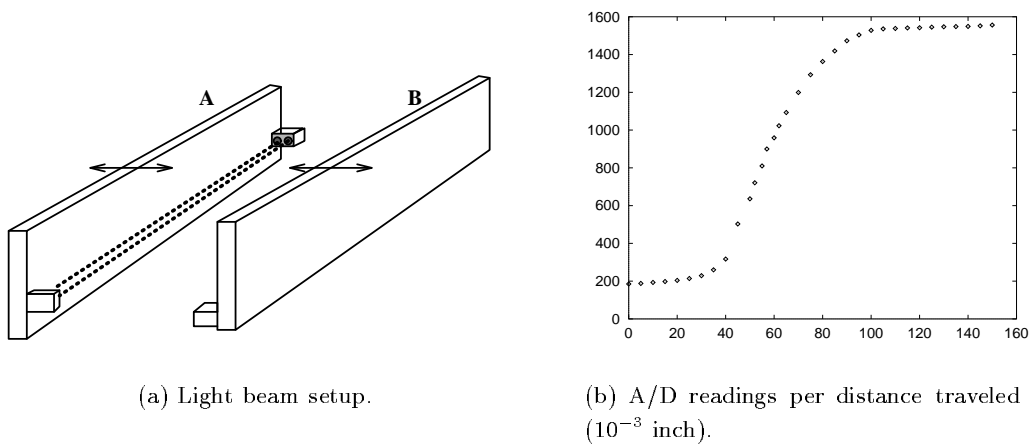 A
B
1600
1400
1200
1000
800
600
400
200
0
0 20 40 60 80 100 120 140 160
(a) Light beam setup.
(b) A/D readings per distance traveled
(10⁻³ inch).